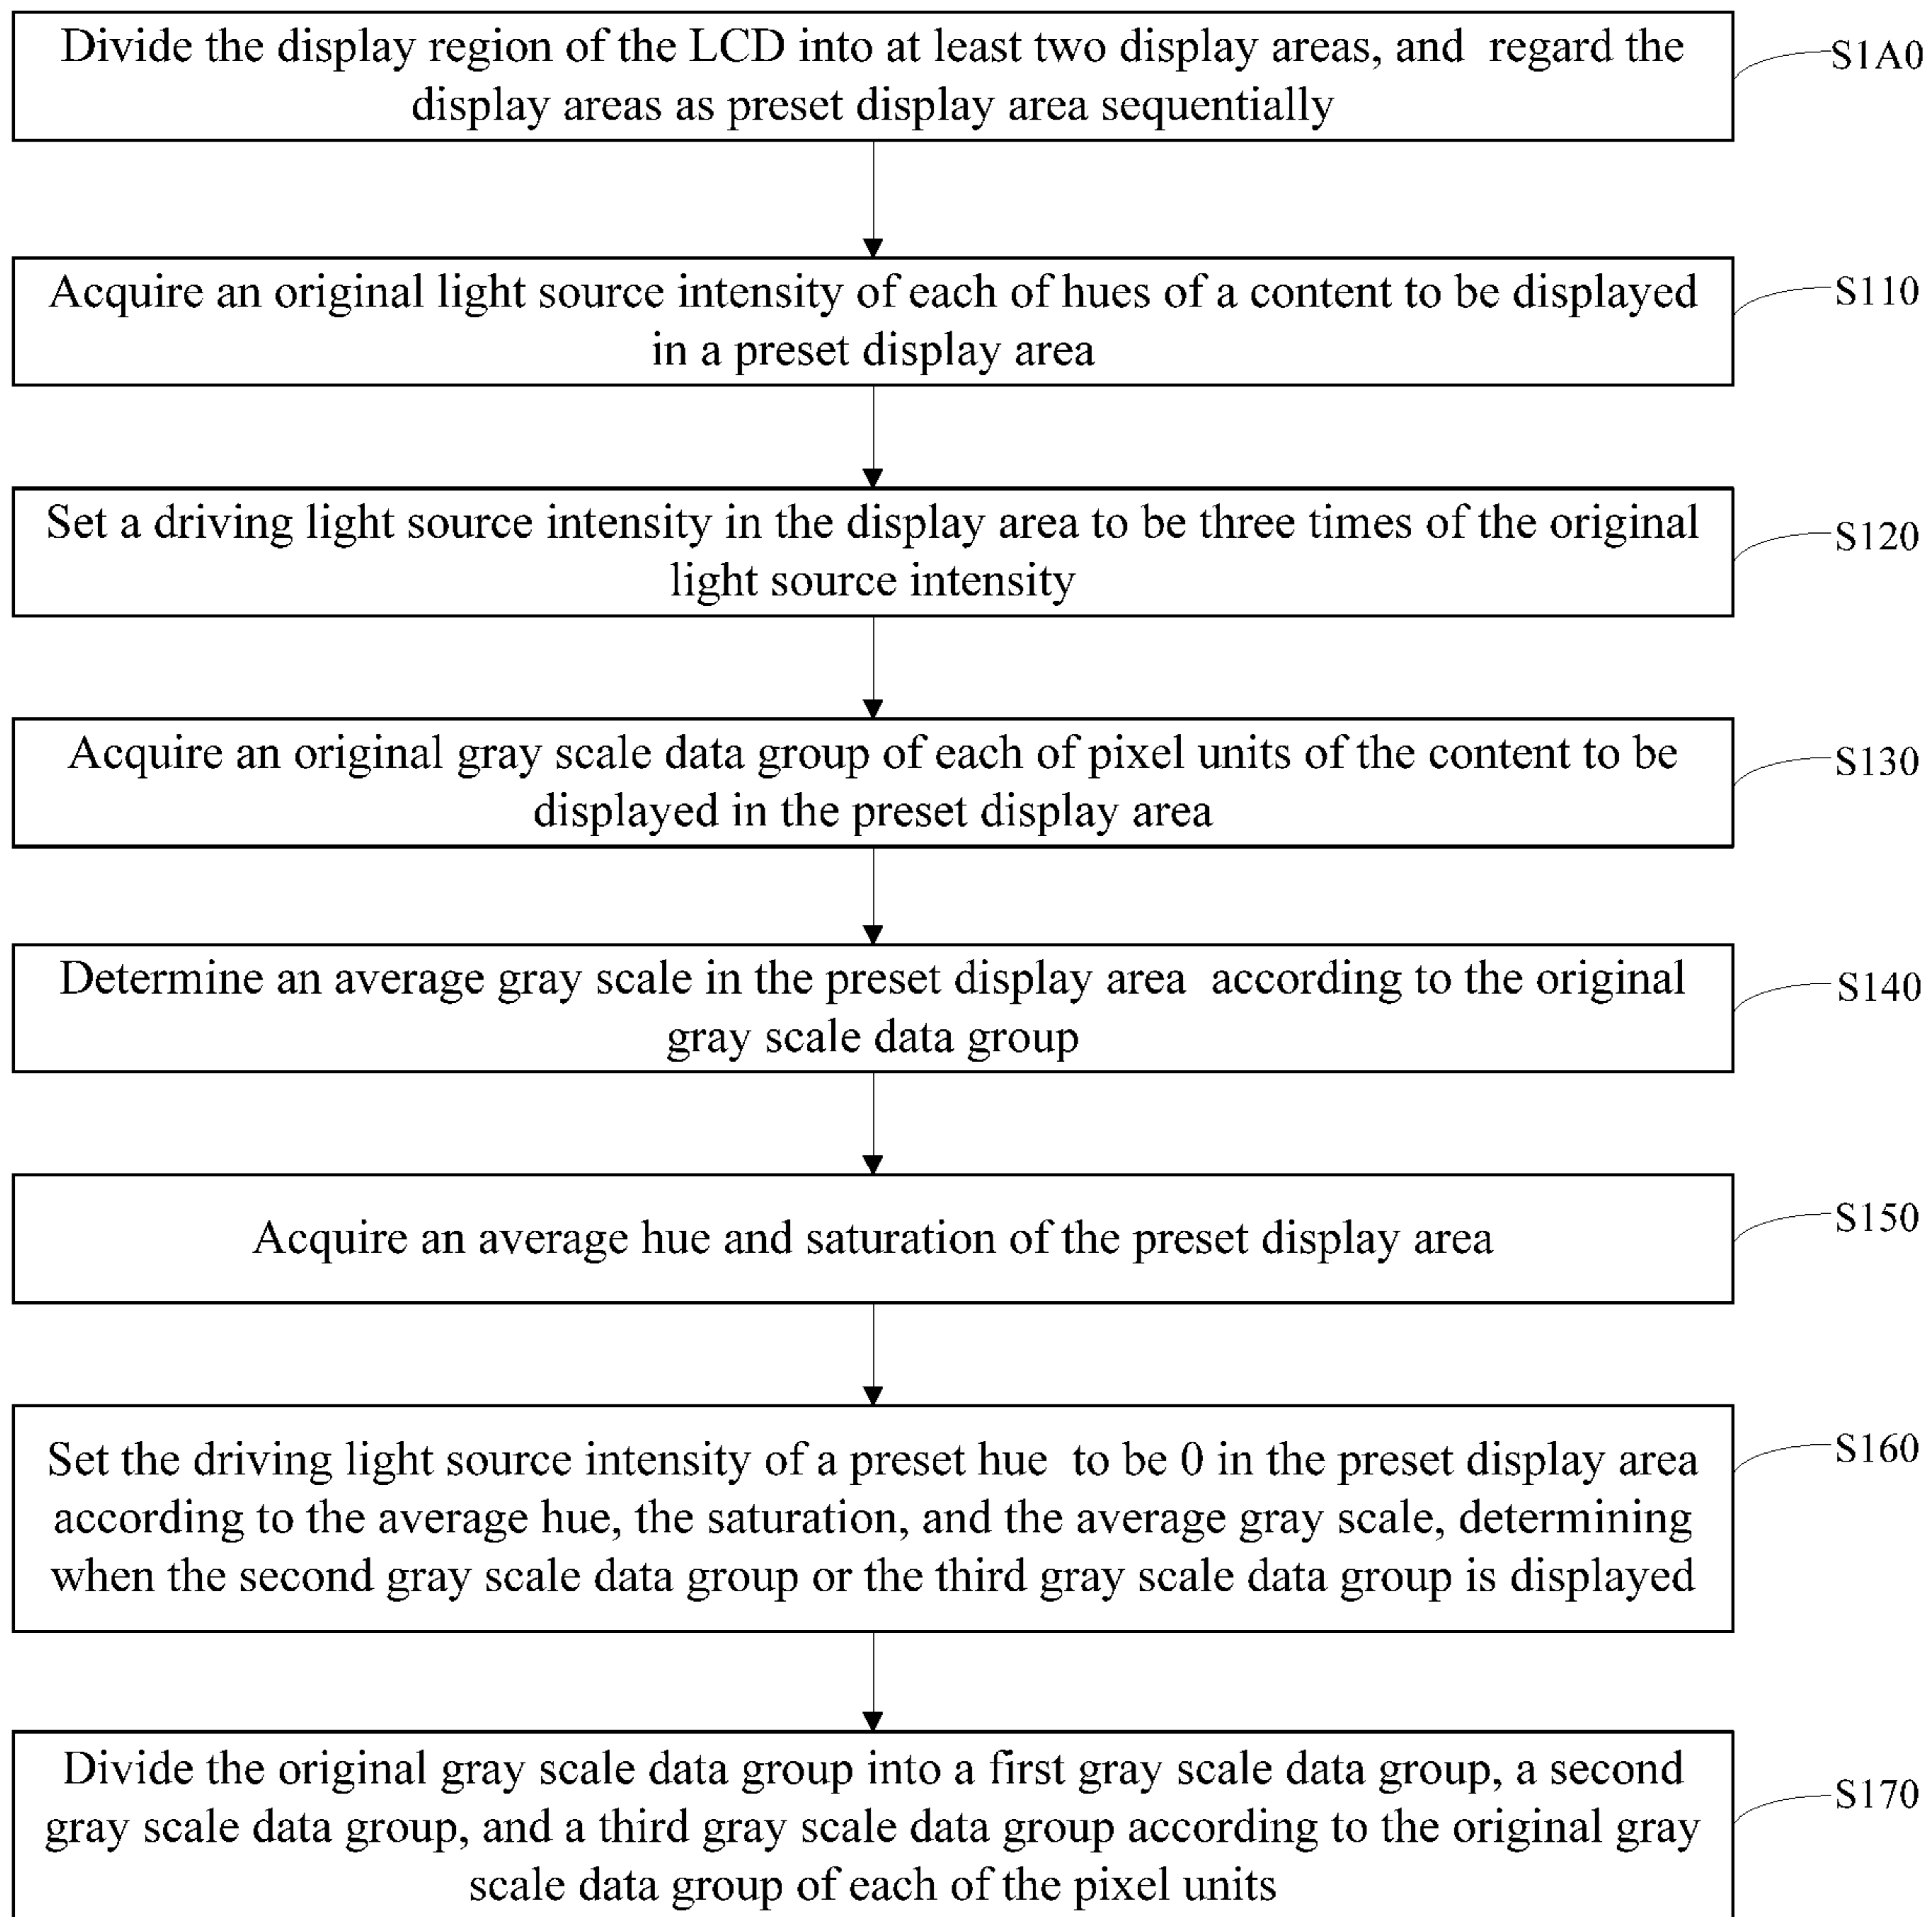 Divide the display region of the LCD into at least two display areas, and regard the
display areas as preset display area sequentially
S1A0
Acquire an original light source intensity of each of hues of a content to be displayed
in a preset display area
S110
Set a driving light source intensity in the display area to be three times of the original
light source intensity
S120
Acquire an original gray scale data group of each of pixel units of the content to be
displayed in the preset display area
S130
Determine an average gray scale in the preset display area according to the original
gray scale data group
S140
Acquire an average hue and saturation of the preset display area
S150
Set the driving light source intensity of a preset hue to be 0 in the preset display area
according to the average hue, the saturation, and the average gray scale, determining
when the second gray scale data group or the third gray scale data group is displayed
S160
Divide the original gray scale data group into a first gray scale data group, a second
gray scale data group, and a third gray scale data group according to the original gray
scale data group of each of the pixel units
S170